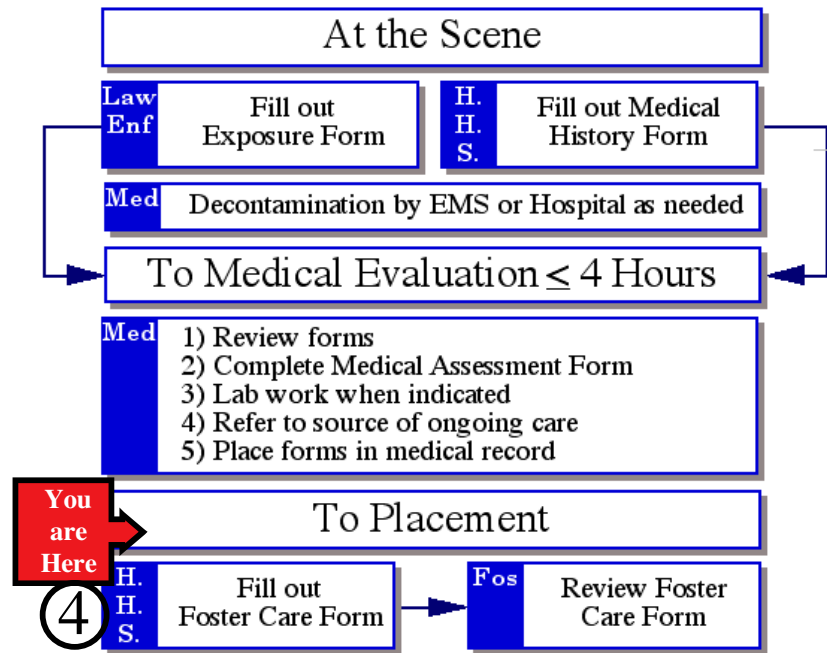 At the Scene
Law
Enf
Fill out
Exposure Form
H.
H.
S.
Fill out Medical
History Form
Med
Decontamination by EMS or Hospital as needed
To Medical Evaluation ≤ 4 Hours
Med
1) Review forms
2) Complete Medical Assessment Form
3) Lab work when indicated
4) Refer to source of ongoing care
5) Place forms in medical record
You
are
Here
To Placement
4
H.
H.
S.
Fill out
Foster Care Form
Fos
Review Foster
Care Form